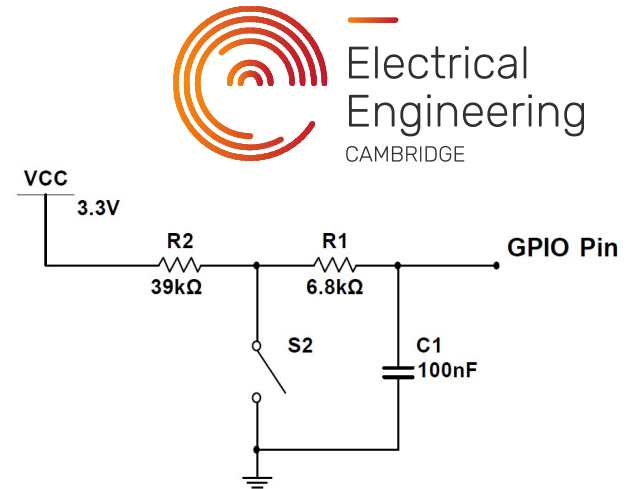 Electrical
Engineering
CAMBRIDGE
VCC
3.3V
R2
R1
GPIO Pin
39kΩ
6.8kΩ
S2
C1
100nF